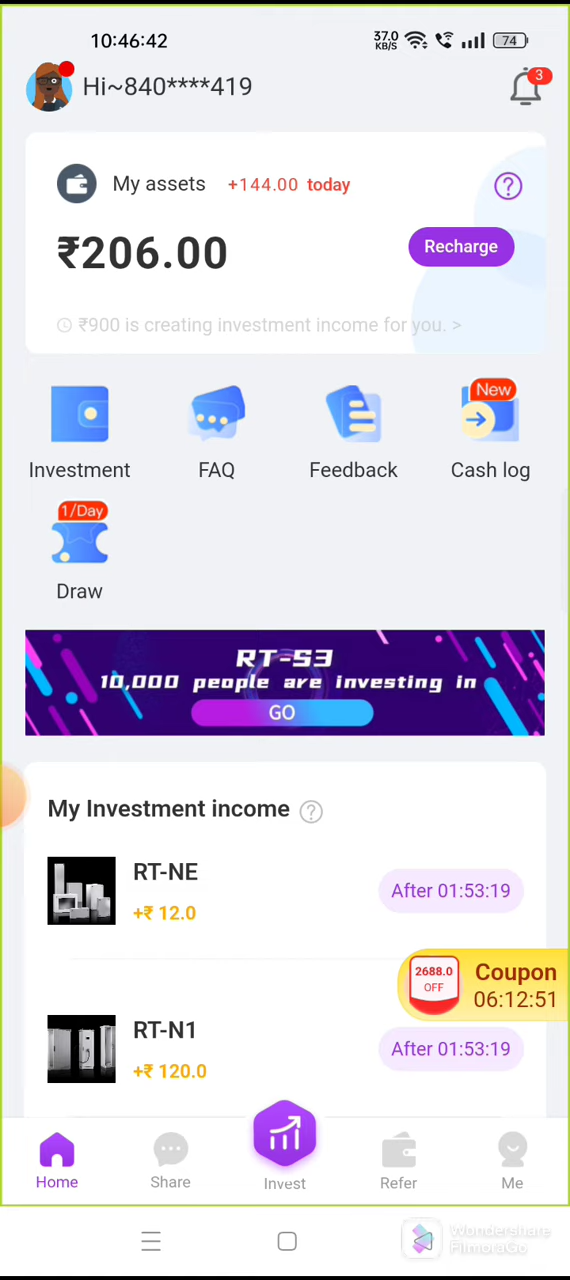 10:46:42
37.0
KB/S
74
Hi~840****419
3
My assets +144.00 today
₹206.00
Recharge
₹900 is creating investment income for you. >
New
Investment
FAQ
Feedback
Cash log
1/Day
Draw
RT-S3
10,000 people are investing in
GO
My Investment income
RT-NE
+₹ 12.0
After 01:53:19
2688.0
OFF
Coupon
06:12:51
RT-N1
+₹ 120.0
After 01:53:19
Home
Share
Invest
Refer
Me
Wondershare
FilmoraGo